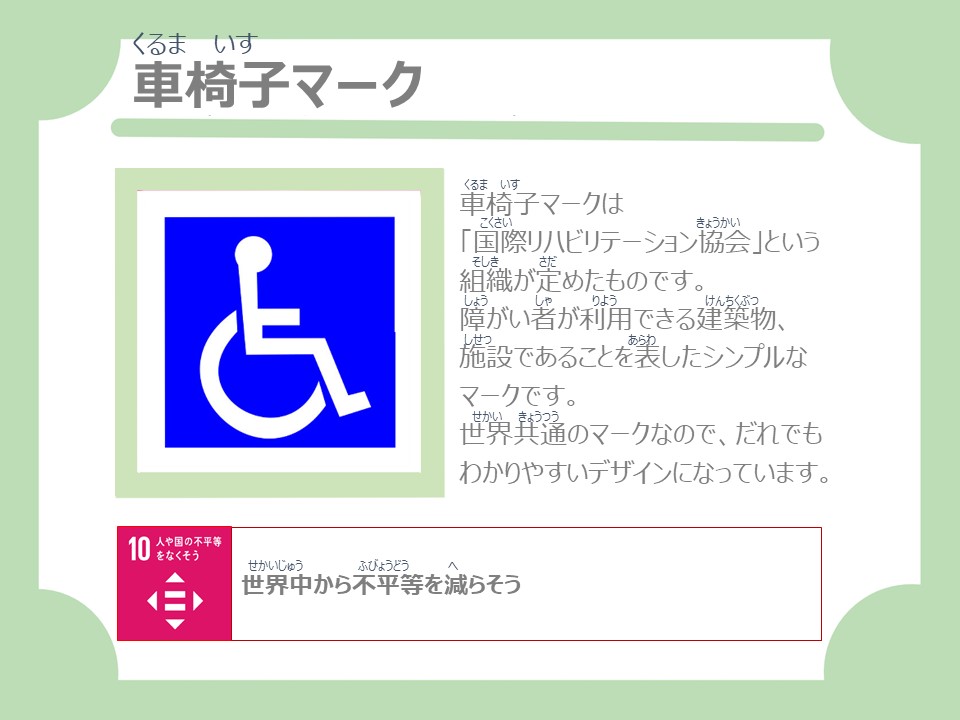 くるま いす
車椅子マーク
くるま いす
車椅子マークは
こくさい きょうかい
「国際リハビリテーション協会」という
そしき さだ
組織が定めたものです。
しょう しゃ りよう けんちくぶつ
障がい者が利用できる建築物、
しせつ あらわ
施設であることを表したシンプルな
マークです。
せかい きょうつう
世界共通のマークなので、だれでも
わかりやすいデザインになっています。
10 人や国の不平等
をなくそう
せかいじゅう ふびょうどう へ
世界中から不平等を減らそう